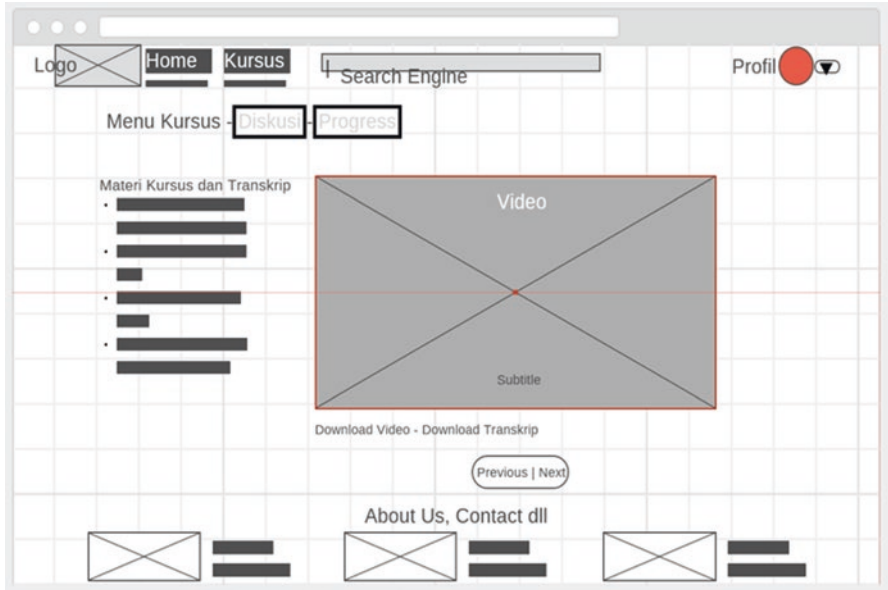 Logo Home Kursus Search Engine Profil
Menu Kursus - Diskusi - Progress
Materi Kursus dan Transkrip
Video
Subtitle
Download Video - Download Transkrip
Previous | Next
About Us, Contact dll